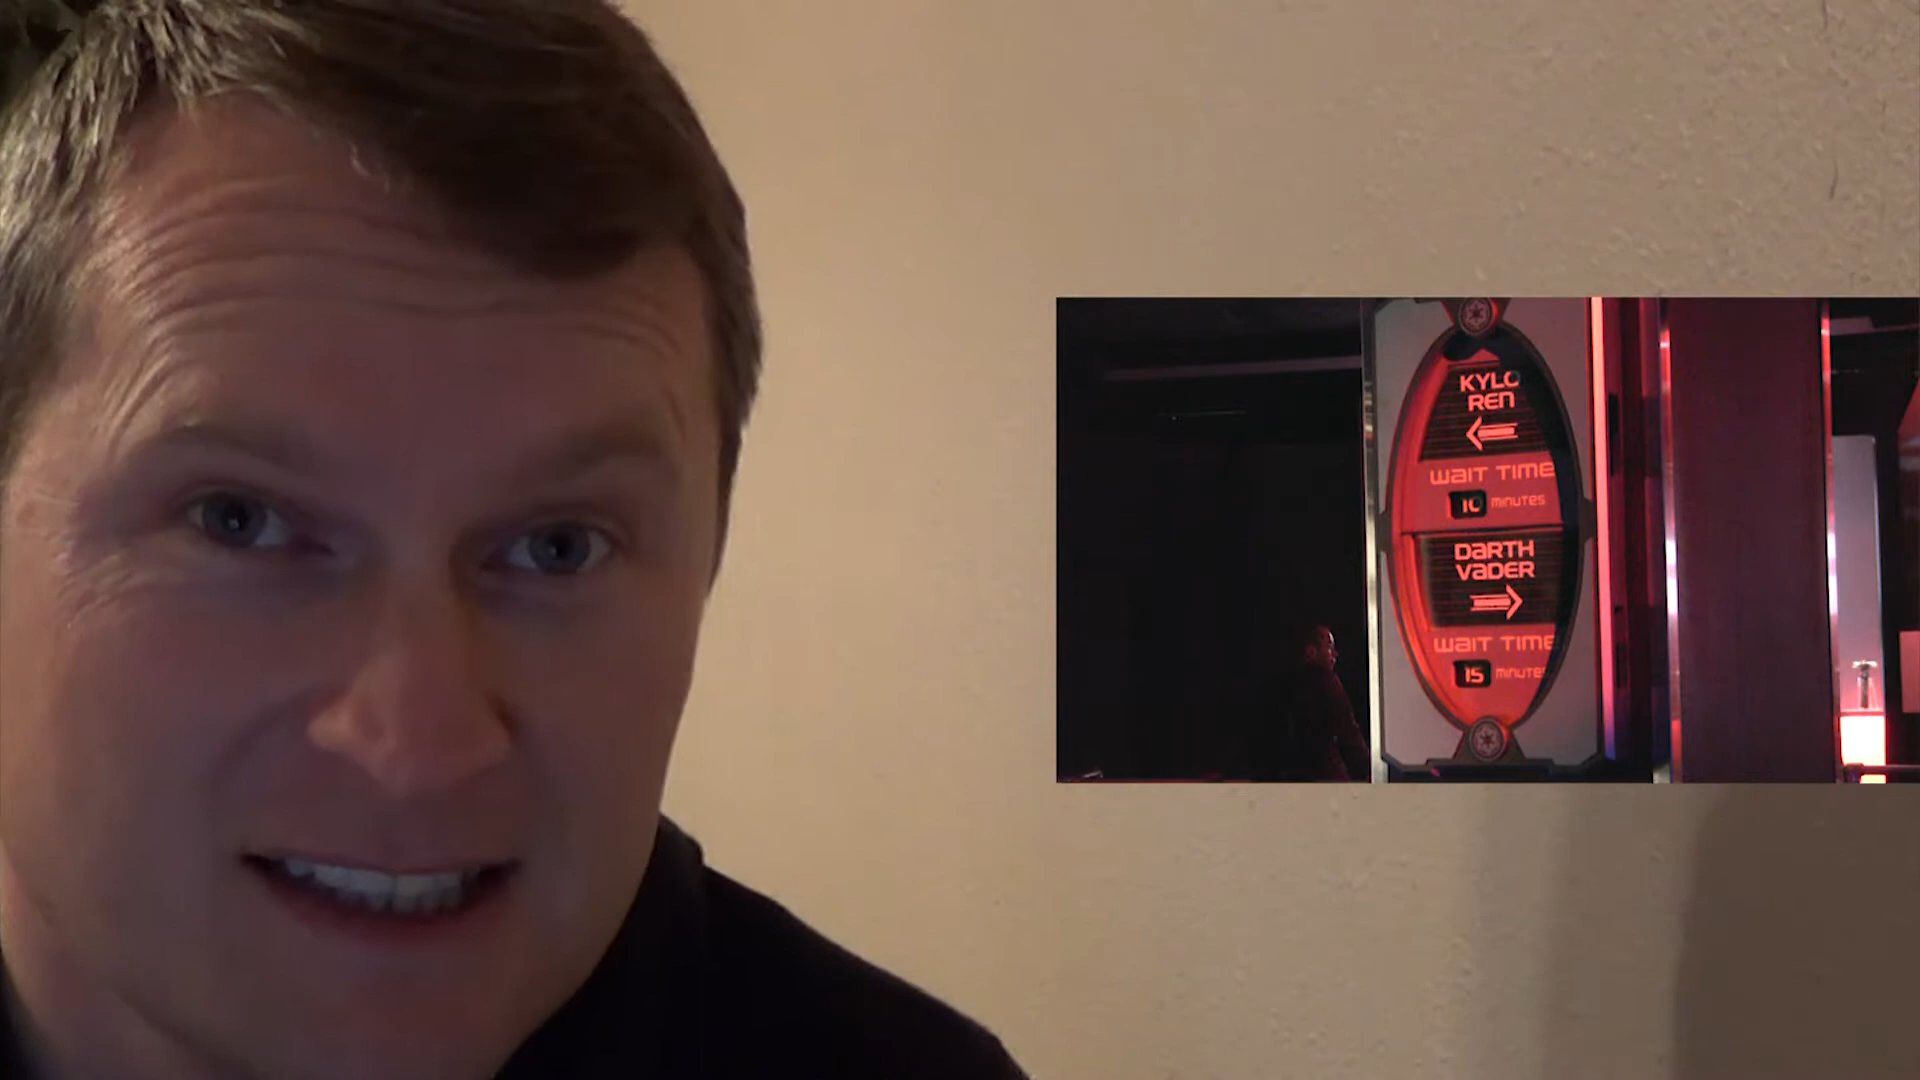 KYLO
REN
WAIT TIME
10 MINUTES
DARTH
VADER
WAIT TIME
15 MINUTES